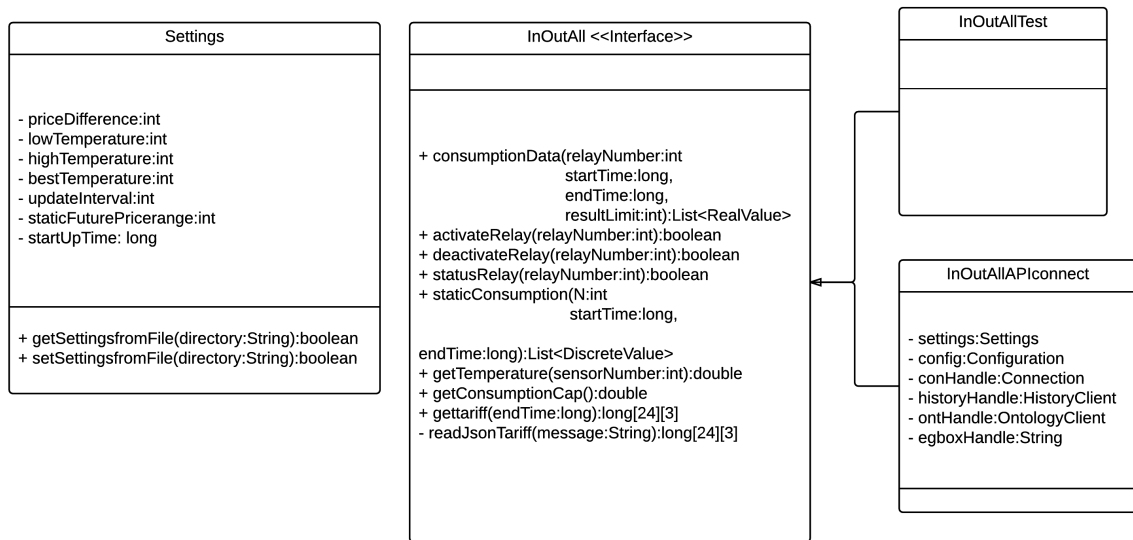 Settings
- priceDifference:int
- lowTemperature:int
- highTemperature:int
- bestTemperature:int
- updateInterval:int
- staticFuturePricerange:int
- startUpTime: long
+ getSettingsfromFile(directory:String):boolean
+ setSettingsfromFile(directory:String):boolean
InOutAll <<Interface>>
+ consumptionData(relayNumber:int
startTime:long,
endTime:long,
resultLimit:int):List<RealValue>
+ activateRelay(relayNumber:int):boolean
+ deactivateRelay(relayNumber:int):boolean
+ statusRelay(relayNumber:int):boolean
+ staticConsumption(N:int
startTime:long,
endTime:long):List<DiscreteValue>
+ getTemperature(sensorNumber:int):double
+ getConsumptionCap():double
+ gettariff(endTime:long):long[24][3]
- readJsonTariff(message:String):long[24][3]
InOutAllTest
InOutAllAPIconnect
- settings:Settings
- config:Configuration
- conHandle:Connection
- historyHandle:HistoryClient
- ontHandle:OntologyClient
- egboxHandle:String